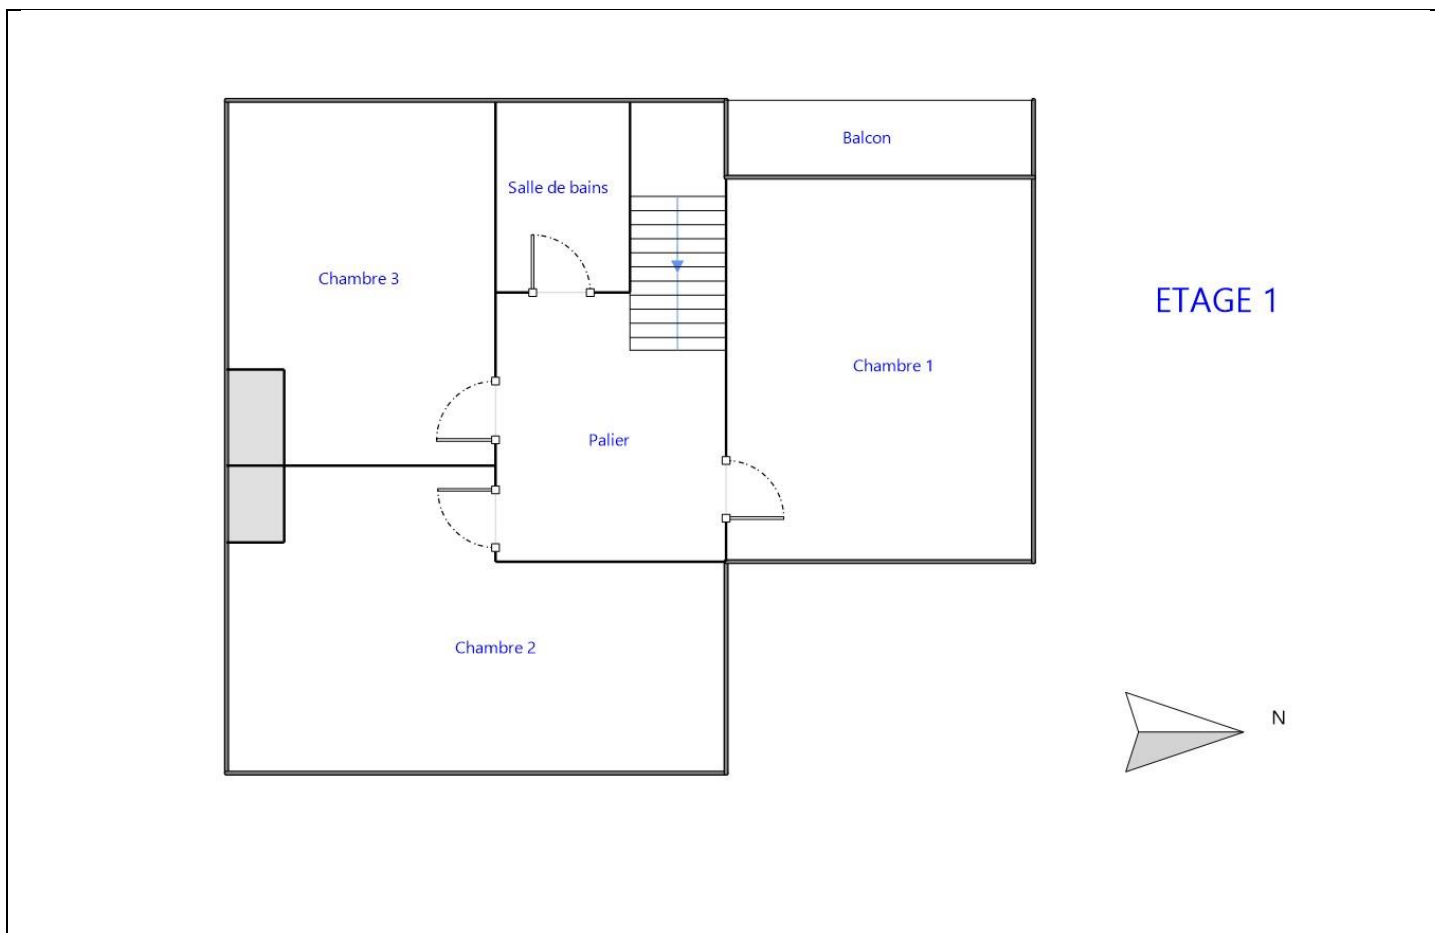 Balcon
Salle de bains
Chambre 3
ETAGE 1
Chambre 1
Palier
Chambre 2
N